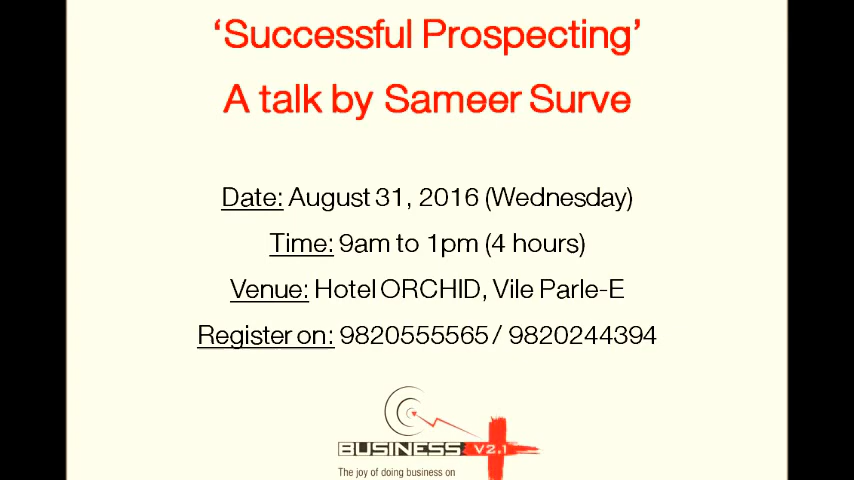 ‘Successful Prospecting’
A talk by Sameer Surve
Date: August 31, 2016 (Wednesday)
Time: 9am to 1pm (4 hours)
Venue: Hotel ORCHID, Vile Parle-E
Register on: 9820555565 / 9820244394
BUSINESS V2.1
The joy of doing business on